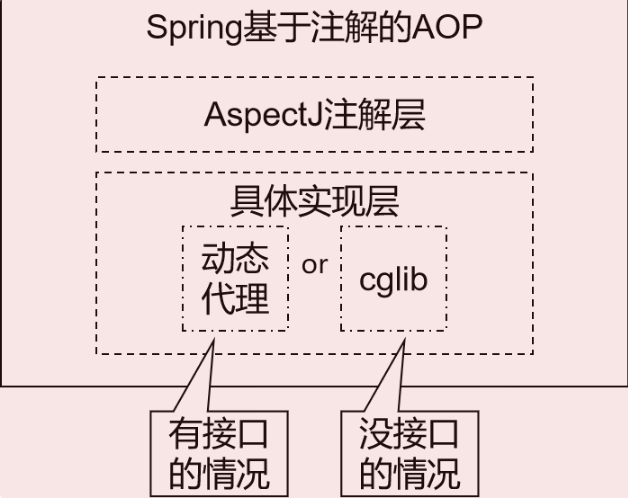 Spring基于注解的AOP
AspectJ注解层
具体实现层
动态
代理
or
cglib
有接口
的情况
没接口
的情况